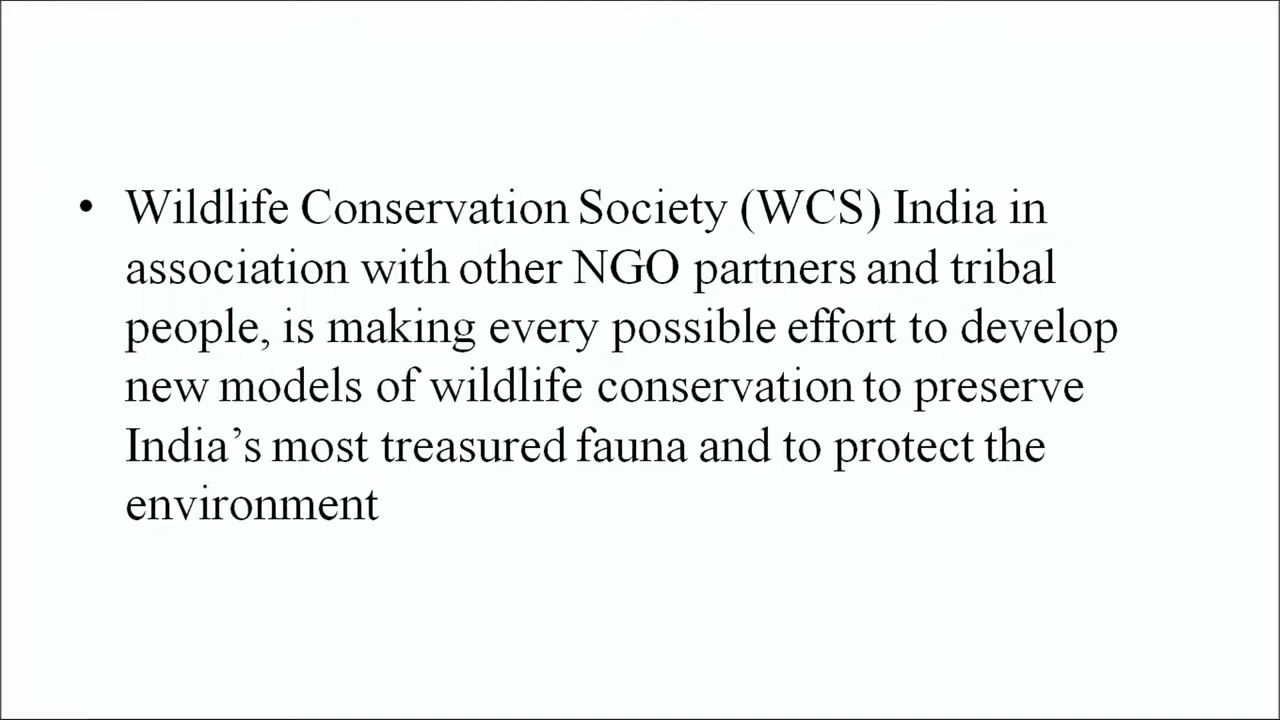 • Wildlife Conservation Society (WCS) India in
association with other NGO partners and tribal
people, is making every possible effort to develop
new models of wildlife conservation to preserve
India’s most treasured fauna and to protect the
environment